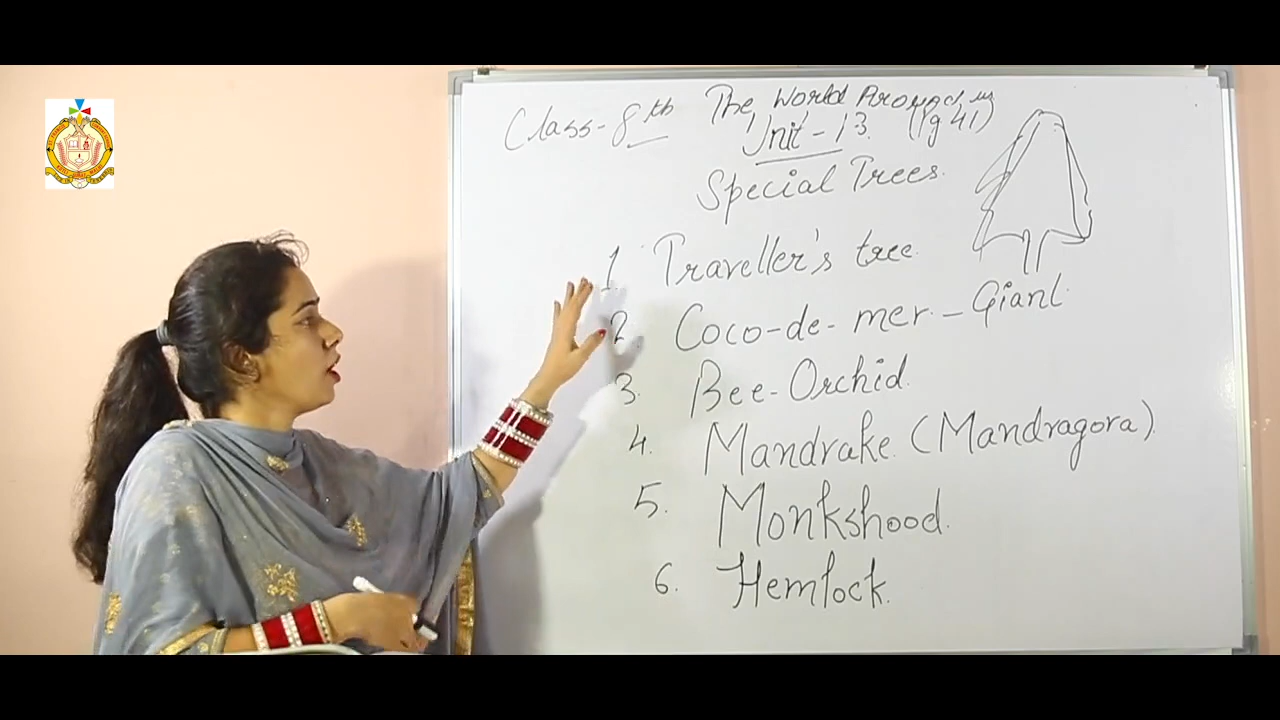 Class-8th The World Around us
Unit-13. (Pg 41)
Special Trees.
1. Traveller's tree.
2. Coco-de-mer.-Giant.
3. Bee-Orchid.
4. Mandrake (Mandragora).
5. Monkshood.
6. Hemlock.